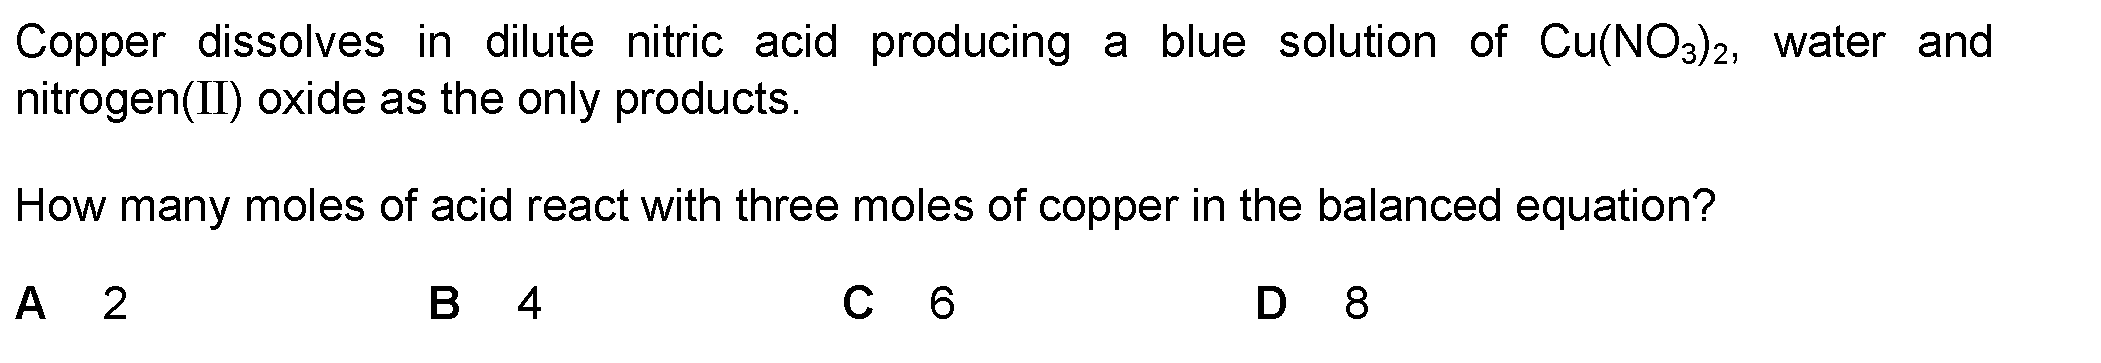 Copper dissolves in dilute nitric acid producing a blue solution of Cu(NO₃)₂, water and
nitrogen(II) oxide as the only products.
How many moles of acid react with three moles of copper in the balanced equation?
A 2 B 4 C 6 D 8